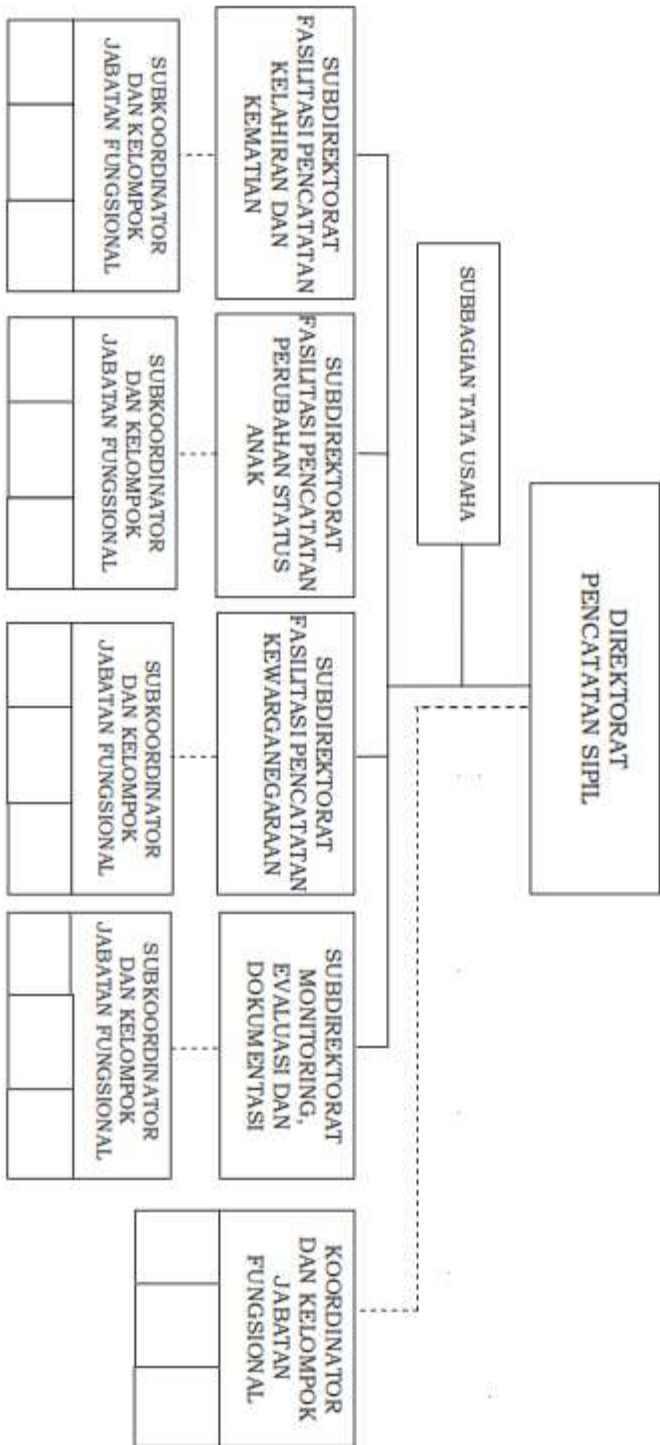 DIREKTORAT
PENCATATAN SIPIL
SUBBAGIAN TATA USAHA
SUBDIREKTORAT
FASILITASI PENCATATAN
KELAHIRAN DAN
KEMATIAN
SUBDIREKTORAT
FASILITASI PENCATATAN
PERUBAHAN STATUS
ANAK
SUBDIREKTORAT
FASILITASI PENCATATAN
KEWARGANEGARAAN
SUBDIREKTORAT
MONITORING,
EVALUASI DAN
DOKUMENTASI
KOORDINATOR
DAN KELOMPOK
JABATAN
FUNGSIONAL
SUBKOORDINATOR
DAN KELOMPOK
JABATAN FUNGSIONAL
SUBKOORDINATOR
DAN KELOMPOK
JABATAN FUNGSIONAL
SUBKOORDINATOR
DAN KELOMPOK
JABATAN FUNGSIONAL
SUBKOORDINATOR
DAN KELOMPOK
JABATAN FUNGSIONAL